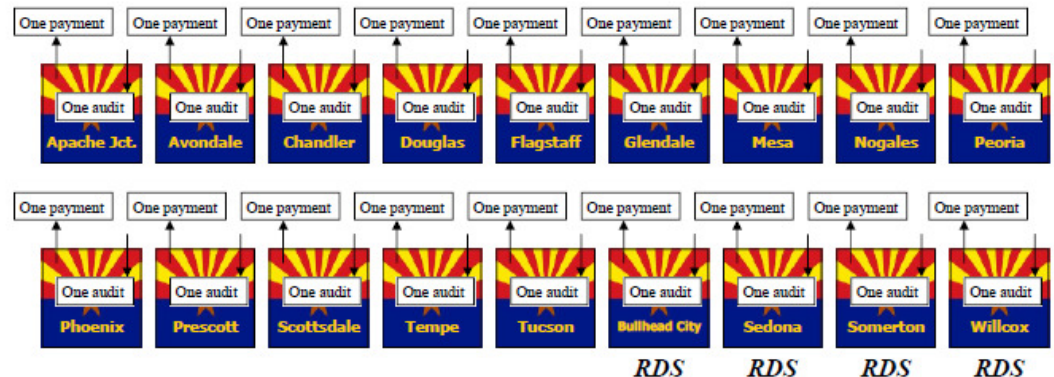 One payment One payment One payment One payment One payment One payment One payment One payment One payment
One audit One audit One audit One audit One audit One audit One audit One audit One audit
Apache Jct. Avondale Chandler Douglas Flagstaff Glendale Mesa Nogales Peoria
One payment One payment One payment One payment One payment One payment One payment One payment One payment
One audit One audit One audit One audit One audit One audit One audit One audit One audit
Phoenix Prescott Scottsdale Tempe Tucson Bullhead City Sedona Somerton Willcox
RDS RDS RDS RDS